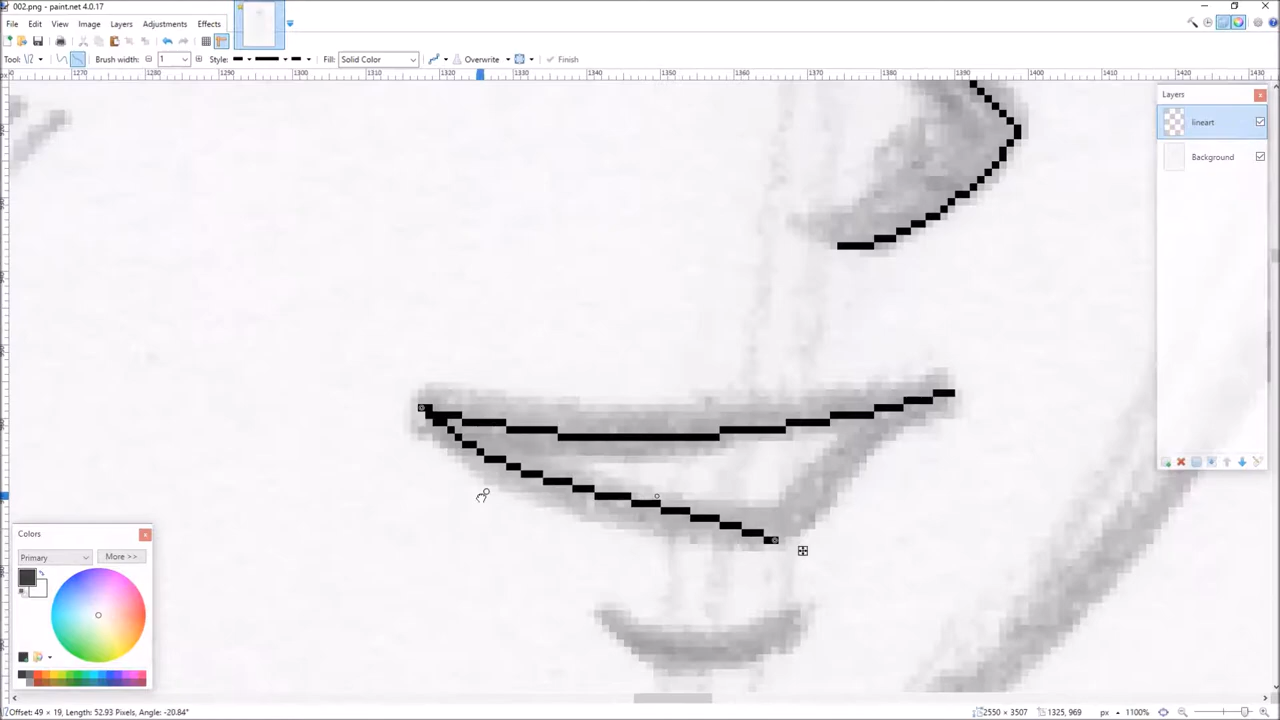 002.png - paint.net 4.0.17
File Edit View Image Layers Adjustments Effects
Tool: Brush width: 1 Style: Fill: Solid Color Overwrite Finish
1270 1280 1290 1300 1310 1320 1330 1340 1350 1360 1370 1380 1390 1400 1410 1420 1430
Layers
lineart
Background
Colors
Primary More >>
Offset: 49 × 19, Length: 52.93 Pixels, Angle: -20.84° 2550 × 3507 1325, 969 px 1100%